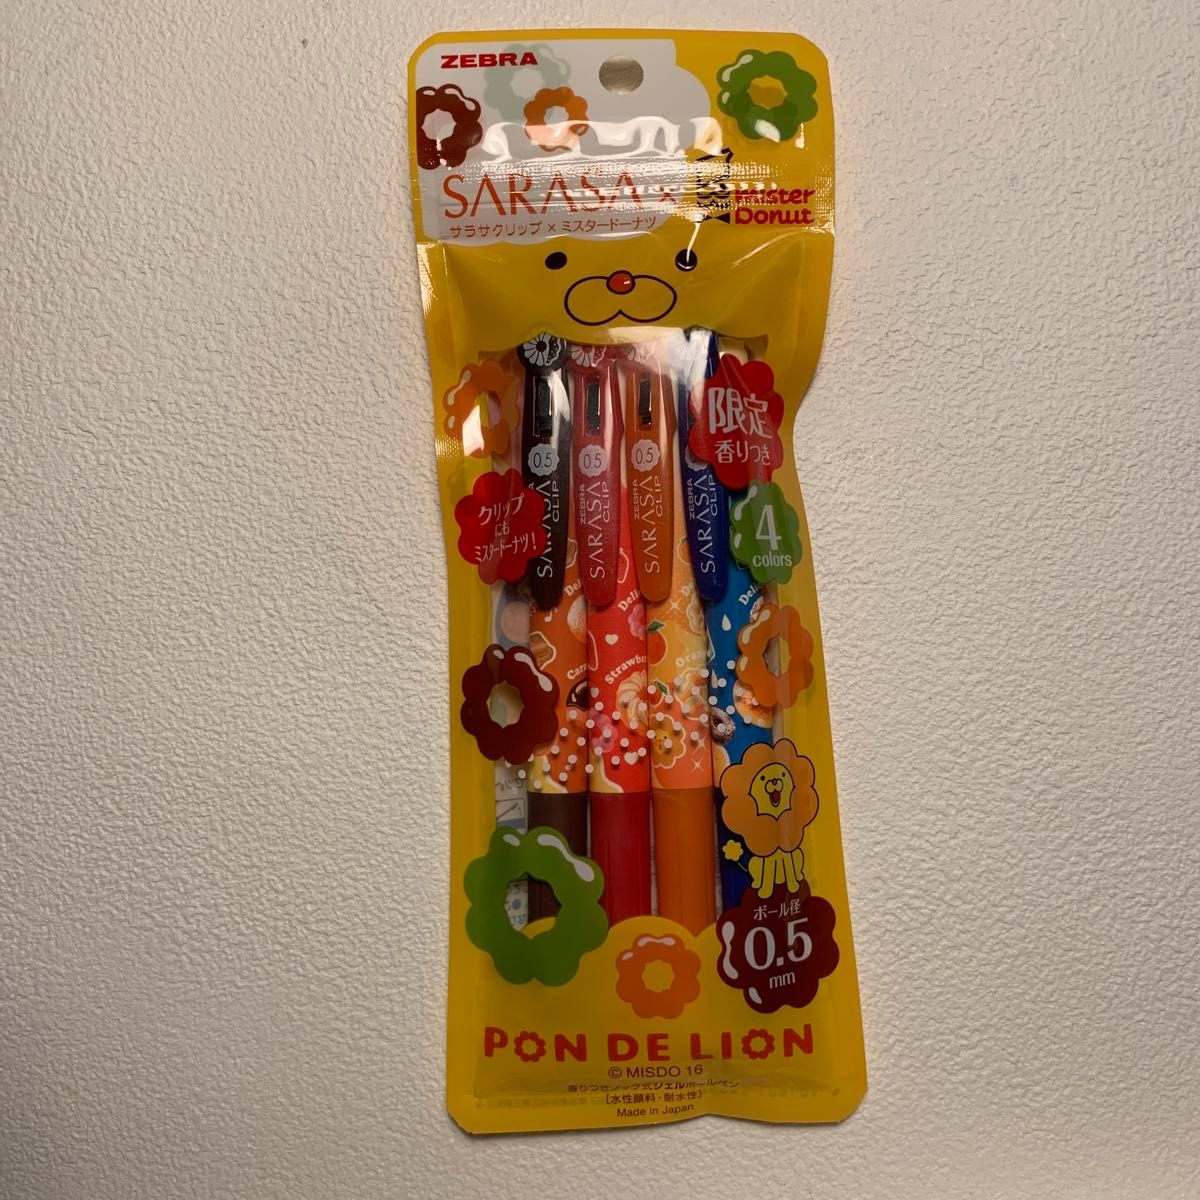 ZEBRA
SARASA ×
mister
Donut
サラサクリップ × ミスタードーナツ
限定
香りつき
0.5
0.5
0.5
ZEBRA
SARASA
CLIP
ZEBRA
SARASA
CLIP
ZEBRA
SARASA
CLIP
ZEBRA
SARASA
CLIP
クリップ
にも
ミスタードーナツ!
4
colors
Strawbe
ボール径
0.5
mm
PON DE LION
© MISDO 16
香りつきノック式ジェルボールペン
[水性顔料・耐水性]
Made in Japan